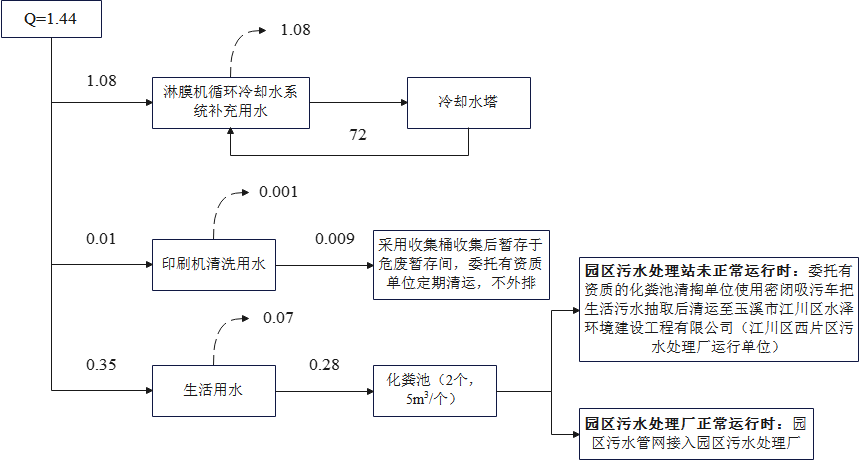 Q=1.44
1.08
1.08
淋膜机循环冷却水系
统补充用水
冷却水塔
72
0.001
0.01
印刷机清洗用水
0.009
采用收集桶收集后暂存于
危废暂存间，委托有资质
单位定期清运，不外排
0.07
0.35
生活用水
0.28
化粪池（2个，
5m³/个）
园区污水处理站未正常运行时：委托有
资质的化粪池清掏单位使用密闭吸污车把
生活污水抽取后清运至玉溪市江川区水泽
环境建设工程有限公司（江川区西片区污
水处理厂运行单位）
园区污水处理厂正常运行时：园
区污水管网接入园区污水处理厂